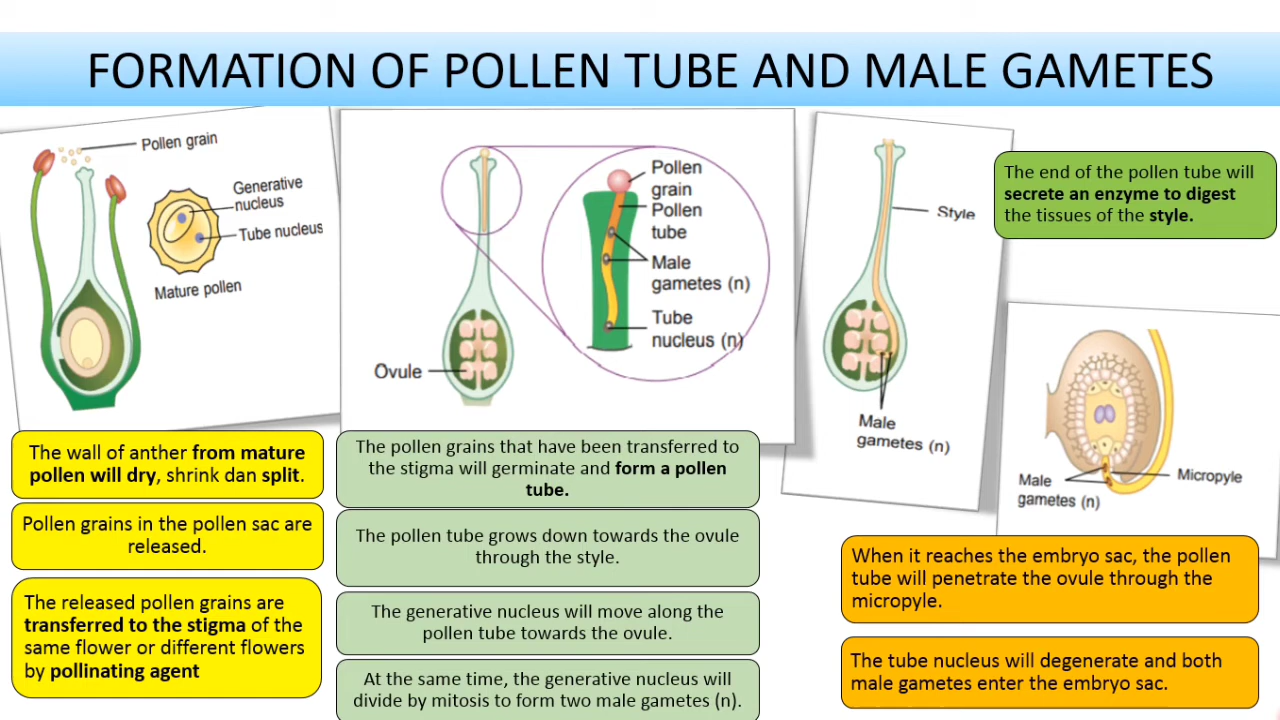 FORMATION OF POLLEN TUBE AND MALE GAMETES
Pollen grain
Generative
nucleus
Tube nucleus
Mature pollen
The wall of anther from mature
pollen will dry, shrink dan split.
Pollen grains in the pollen sac are
released.
The released pollen grains are
transferred to the stigma of the
same flower or different flowers
by pollinating agent
Pollen
grain
Pollen
tube
Male
gametes (n)
Tube
nucleus (n)
Ovule
The pollen grains that have been transferred to
the stigma will germinate and form a pollen
tube.
The pollen tube grows down towards the ovule
through the style.
The generative nucleus will move along the
pollen tube towards the ovule.
At the same time, the generative nucleus will
divide by mitosis to form two male gametes (n).
Style
Male
gametes (n)
The end of the pollen tube will
secrete an enzyme to digest
the tissues of the style.
Male
gametes (n)
Micropyle
When it reaches the embryo sac, the pollen
tube will penetrate the ovule through the
micropyle.
The tube nucleus will degenerate and both
male gametes enter the embryo sac.